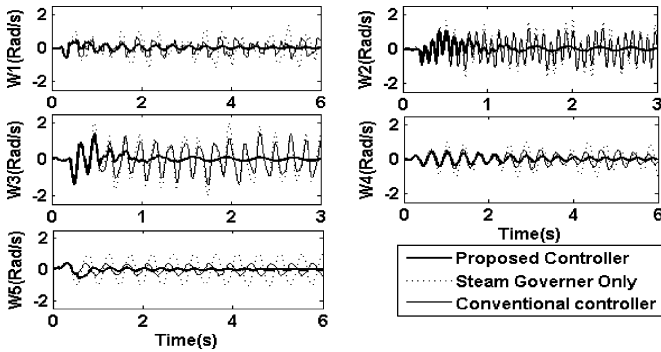 W1(Rad/s)
2
0
-2
0 2 4 6
W2(Rad/s)
2
0
-2
0 1 2 3
W3(Rad/s)
2
0
-2
0 1 2 3
W4(Rad/s)
2
0
-2
0 2 4 6
Time(s)
W5(Rad/s)
2
0
-2
0 2 4 6
Time(s)
Proposed Controller
Steam Governer Only
Conventional controller